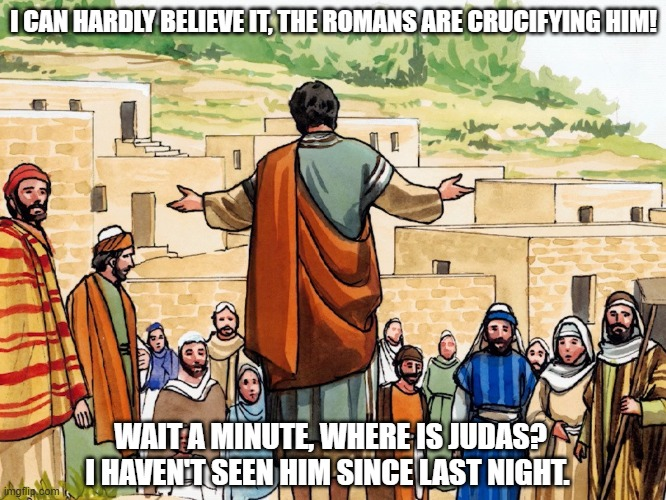 I CAN HARDLY BELIEVE IT, THE ROMANS ARE CRUCIFYING HIM!
WAIT A MINUTE, WHERE IS JUDAS?
I HAVEN'T SEEN HIM SINCE LAST NIGHT.
imgflip.com